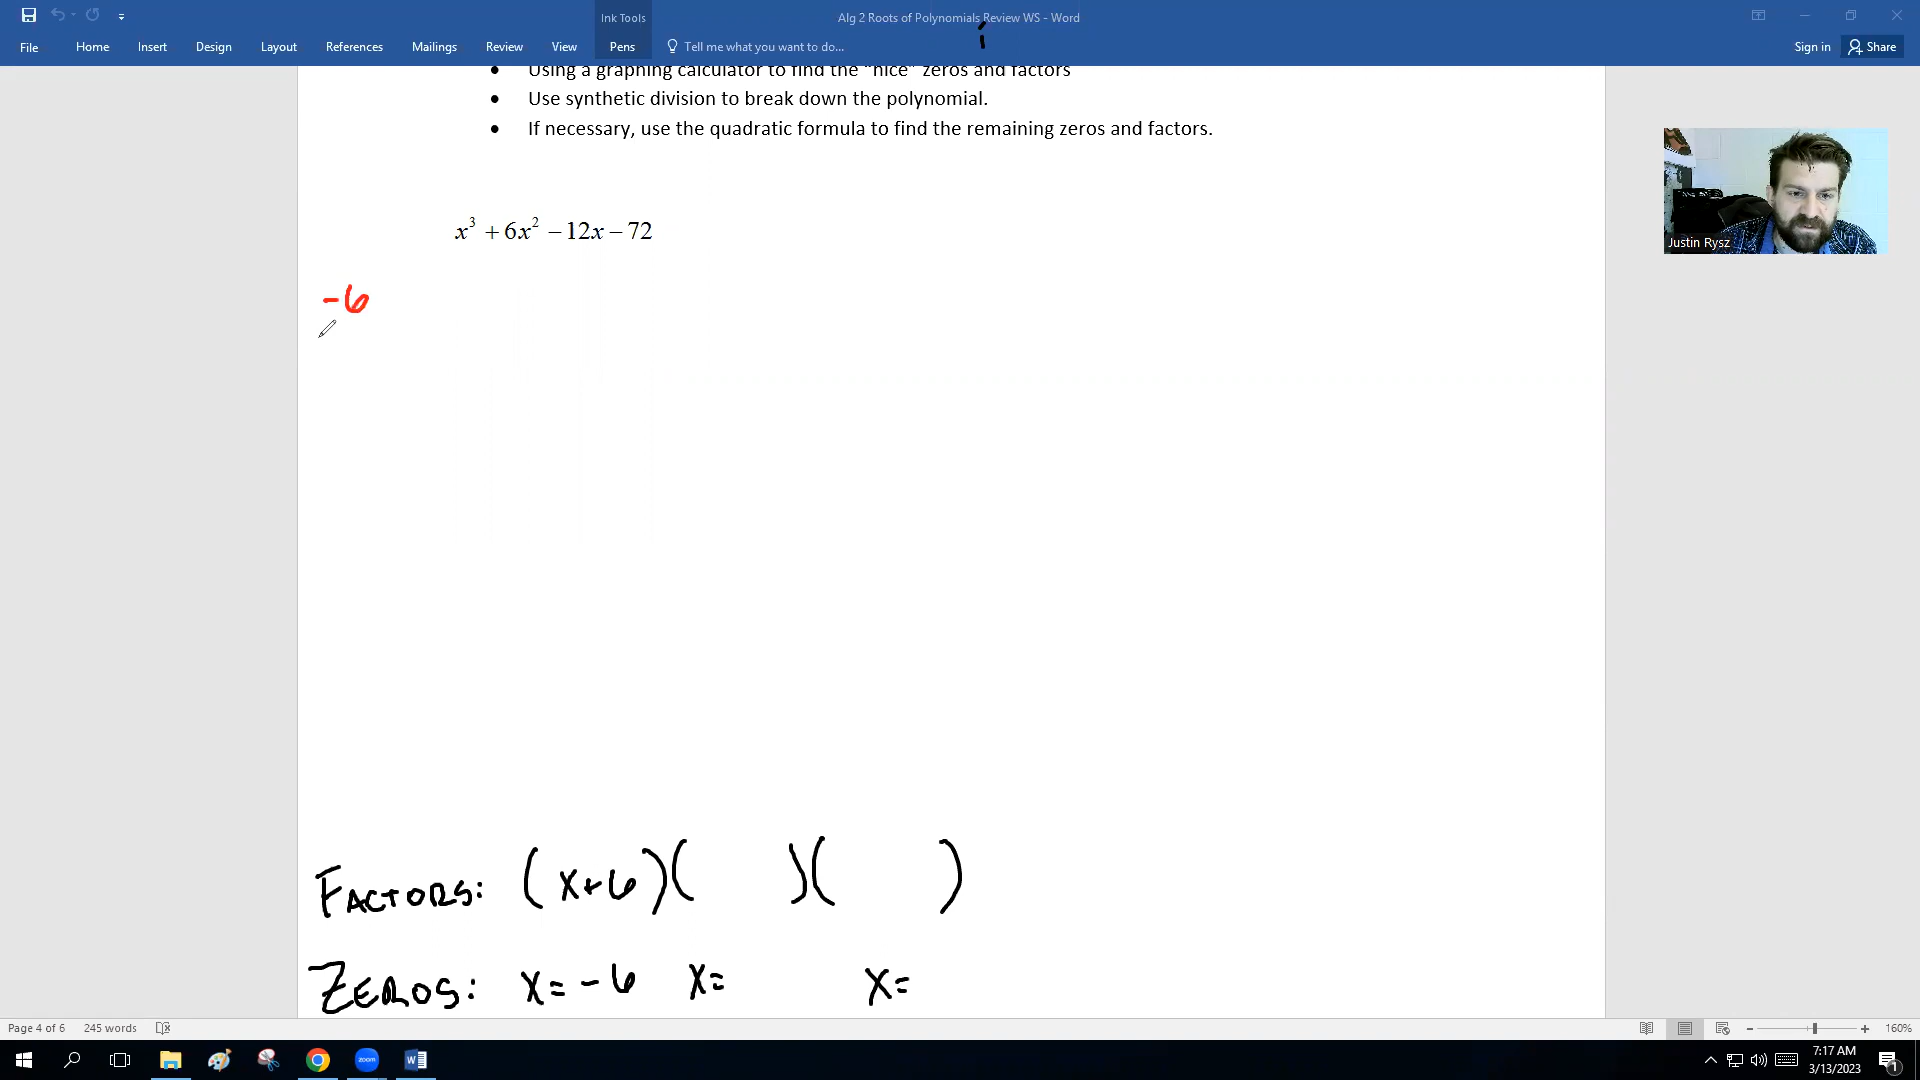 Ink Tools
Alg 2 Roots of Polynomials Review WS - Word
File Home Insert Design Layout References Mailings Review View Pens Tell me what you want to do... Sign in Share
• Using a graphing calculator to find the "nice" zeros and factors
• Use synthetic division to break down the polynomial.
• If necessary, use the quadratic formula to find the remaining zeros and factors.
Justin Rysz
x³ + 6x² − 12x − 72
-6
FACTORS: (x+6)( )( )
ZEROS: x=-6 x= x=
Page 4 of 6 245 words 160%
zoom
7:17 AM
3/13/2023
1